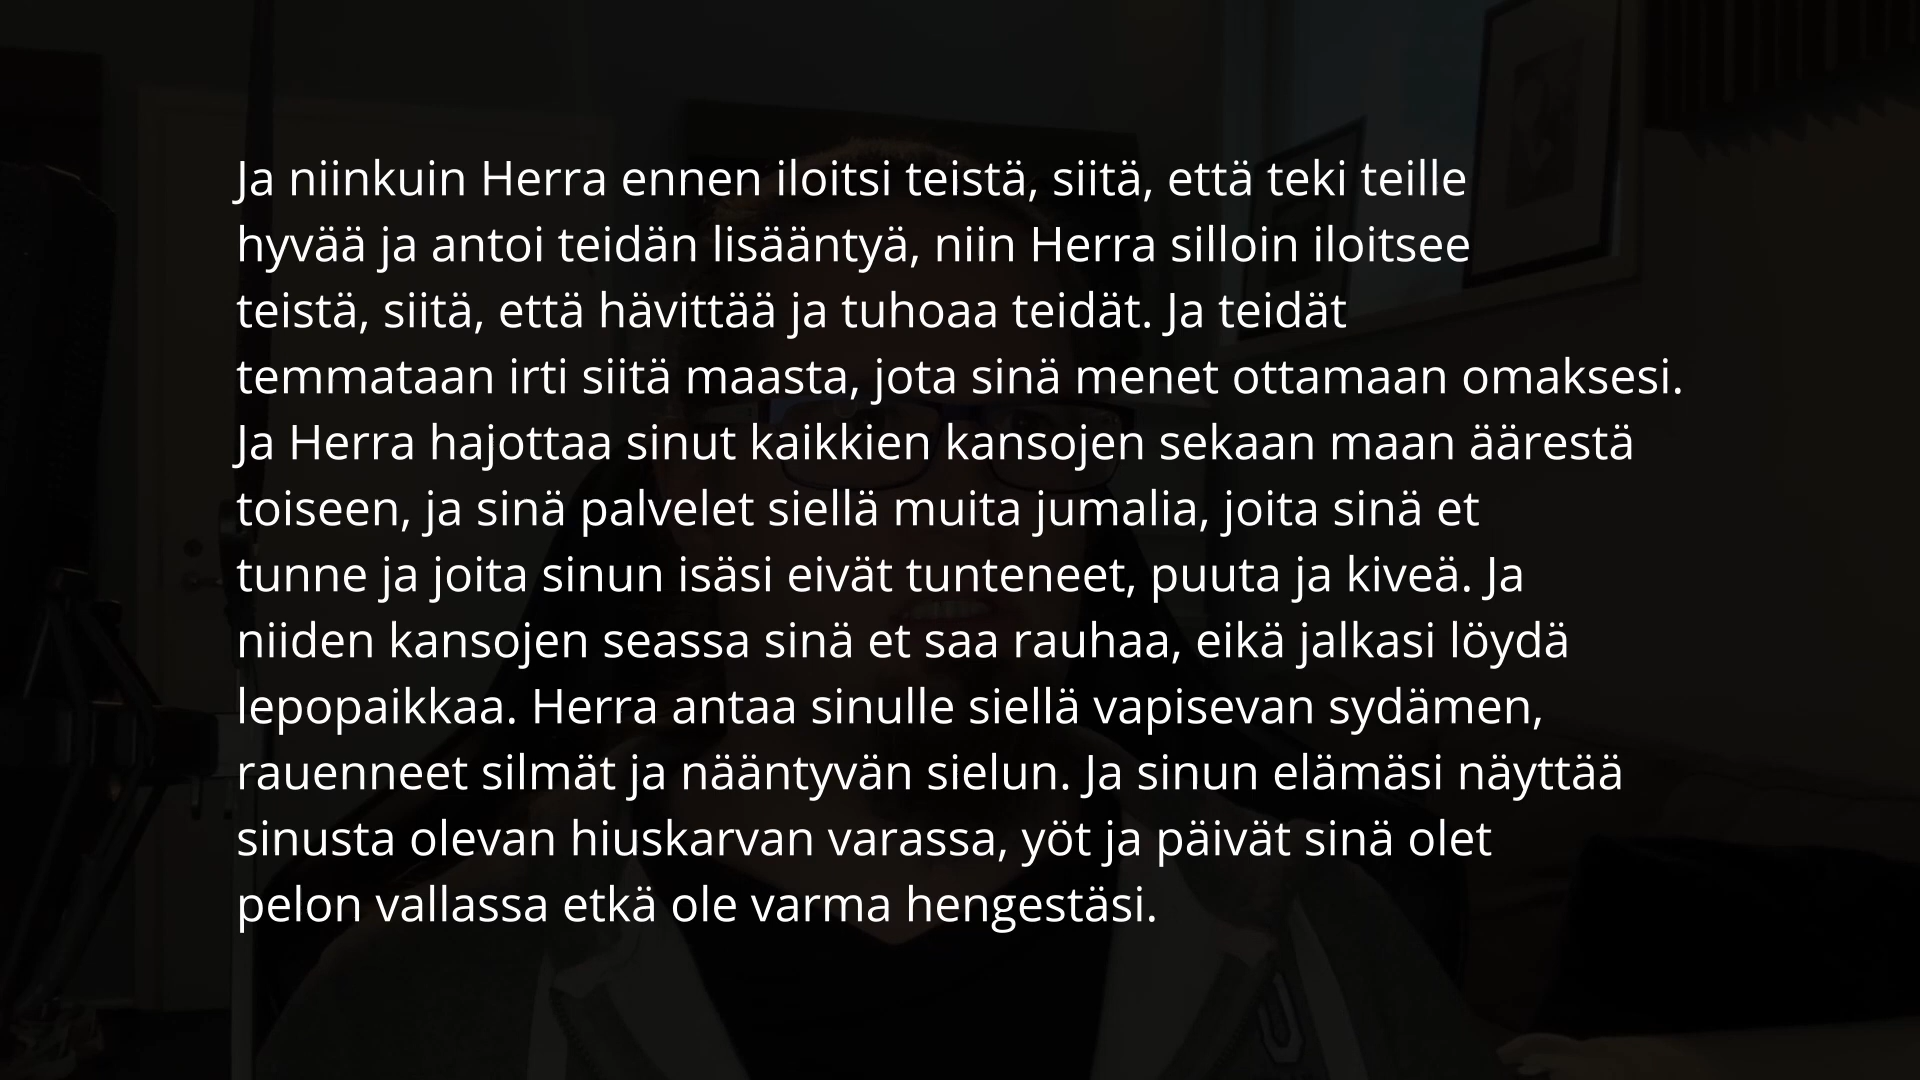 Ja niinkuin Herra ennen iloitsi teistä, siitä, että teki teille
hyvää ja antoi teidän lisääntyä, niin Herra silloin iloitsee
teistä, siitä, että hävittää ja tuhoaa teidät. Ja teidät
temmataan irti siitä maasta, jota sinä menet ottamaan omaksesi.
Ja Herra hajottaa sinut kaikkien kansojen sekaan maan äärestä
toiseen, ja sinä palvelet siellä muita jumalia, joita sinä et
tunne ja joita sinun isäsi eivät tunteneet, puuta ja kiveä. Ja
niiden kansojen seassa sinä et saa rauhaa, eikä jalkasi löydä
lepopaikkaa. Herra antaa sinulle siellä vapisevan sydämen,
rauenneet silmät ja nääntyvän sielun. Ja sinun elämäsi näyttää
sinusta olevan hiuskarvan varassa, yöt ja päivät sinä olet
pelon vallassa etkä ole varma hengestäsi.